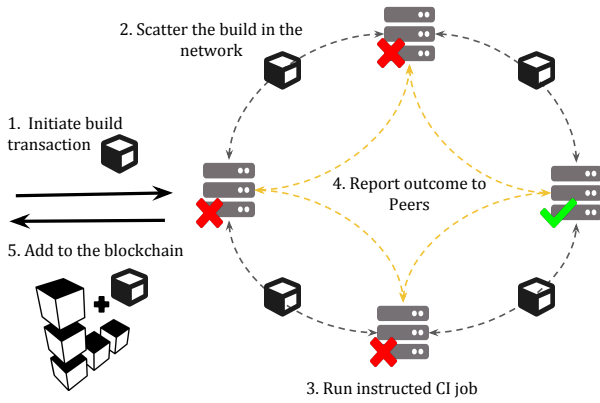 2. Scatter the build in the
network
1. Initiate build
transaction
4. Report outcome to
Peers
5. Add to the blockchain
3. Run instructed CI job